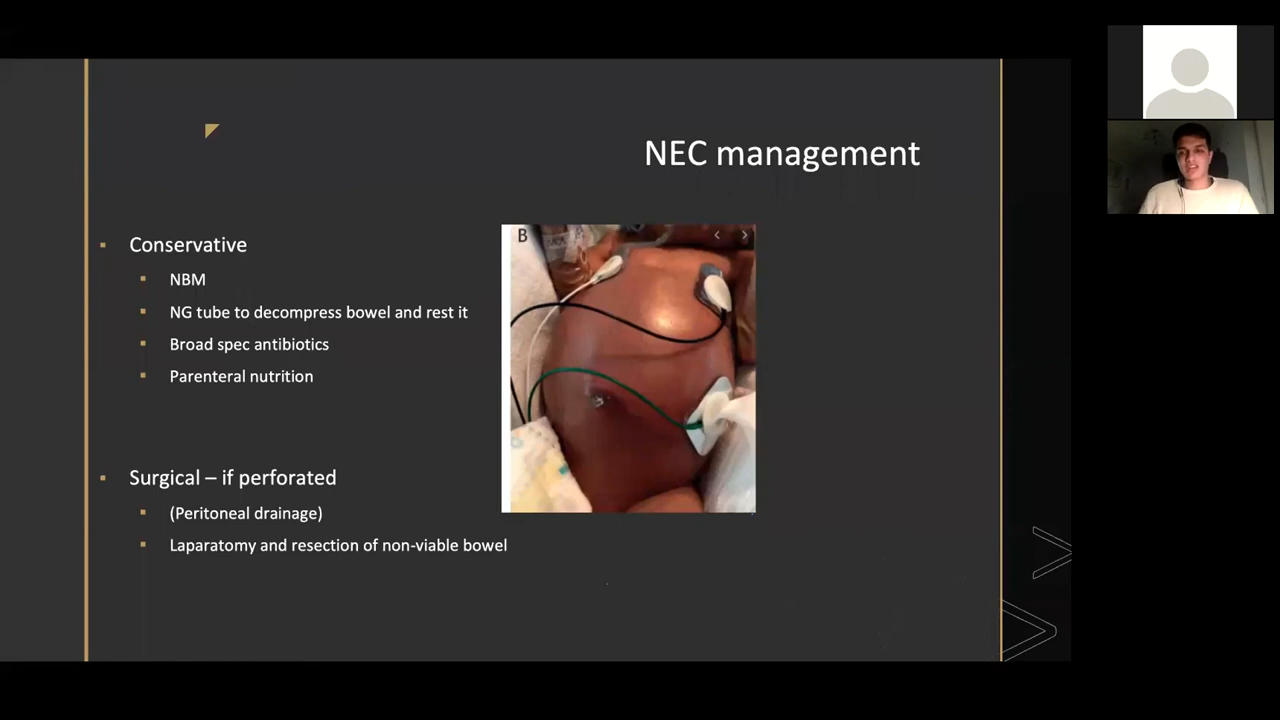 NEC management
Conservative
NBM
NG tube to decompress bowel and rest it
Broad spec antibiotics
Parenteral nutrition
Surgical – if perforated
(Peritoneal drainage)
Laparatomy and resection of non-viable bowel
B